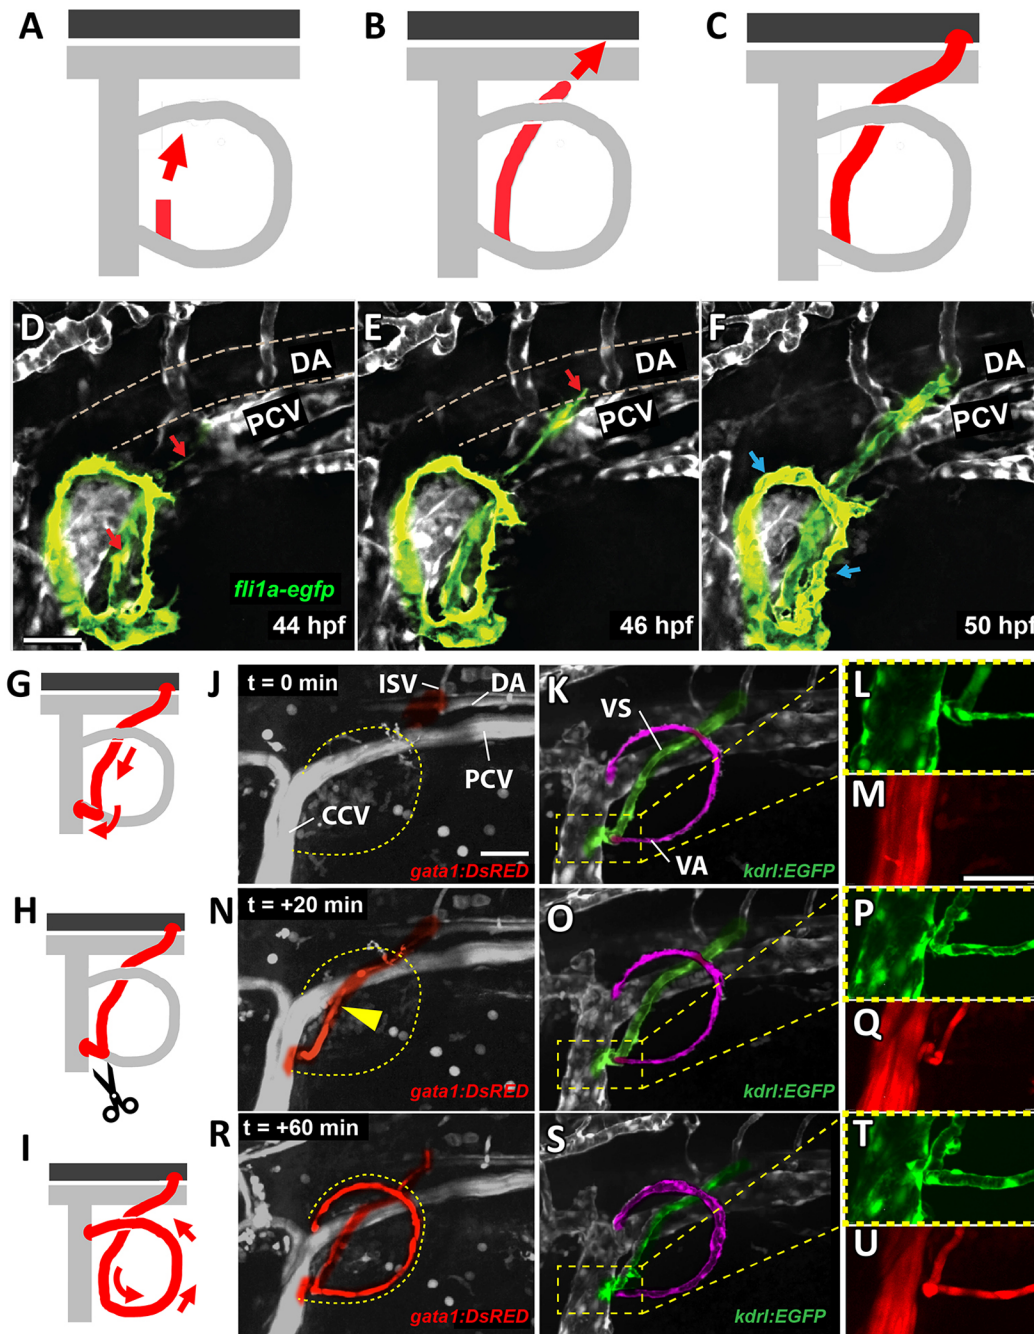 A
B
C
D
DA
PCV
fli1a-egfp
44 hpf
E
DA
PCV
46 hpf
F
DA
PCV
50 hpf
G
J
t = 0 min
ISV
DA
PCV
CCV
gata1:DsRED
K
VS
VA
kdrl:EGFP
L
M
H
N
t = +20 min
gata1:DsRED
O
kdrl:EGFP
P
Q
I
R
t = +60 min
gata1:DsRED
S
kdrl:EGFP
T
U